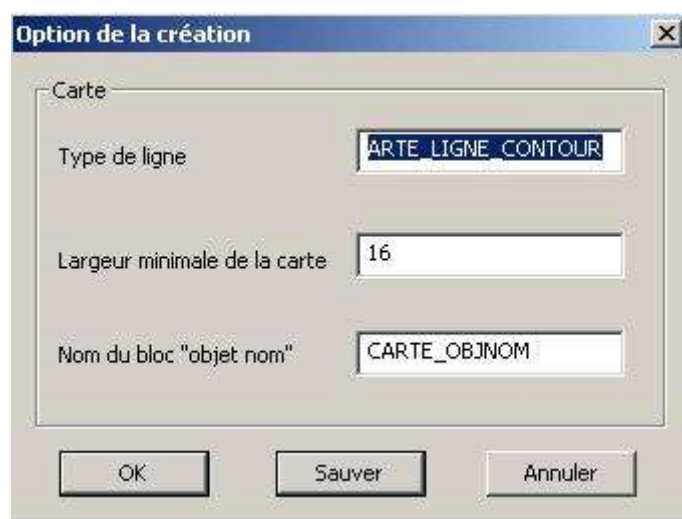 Option de la création
Carte
Type de ligne
ARTE_LIGNE_CONTOUR
Largeur minimale de la carte
16
Nom du bloc "objet nom"
CARTE_OBJNOM
OK
Sauver
Annuler